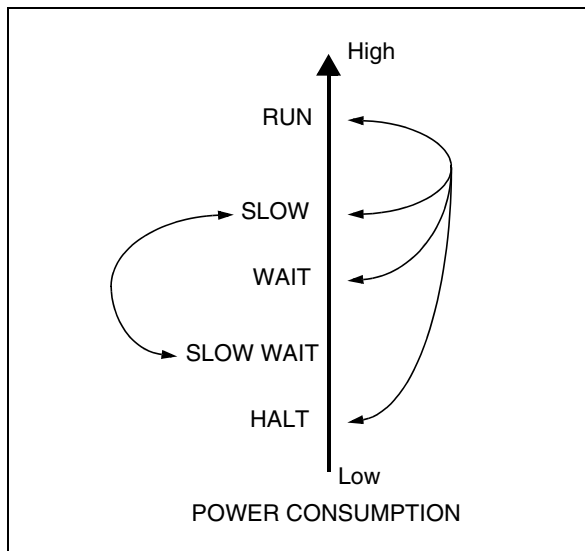 High
RUN
SLOW
WAIT
SLOW WAIT
HALT
Low
POWER CONSUMPTION